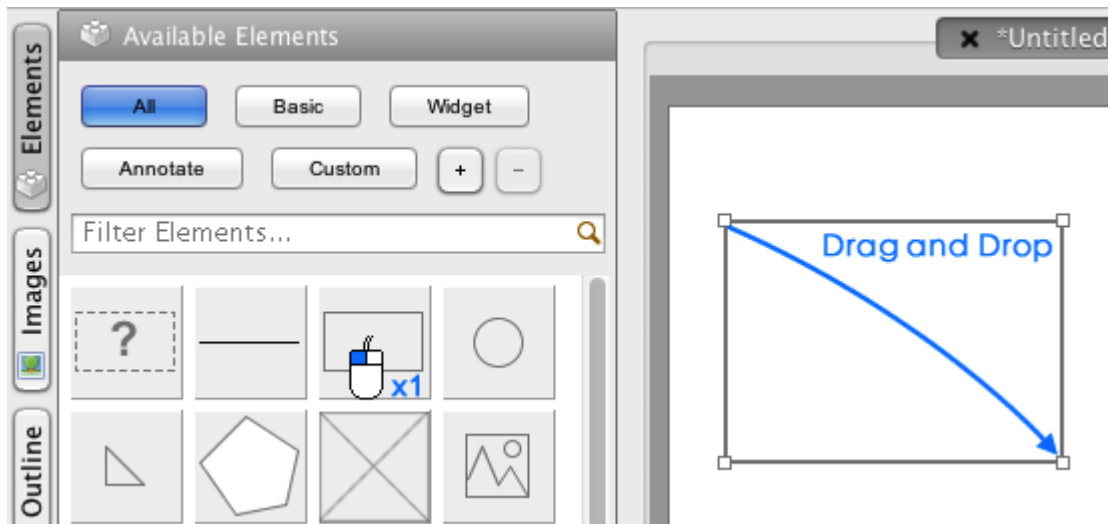 Available Elements
*Untitled
Elements
All
Basic
Widget
Annotate
Custom
+
-
Filter Elements...
Images
Drag and Drop
?
x1
Outline